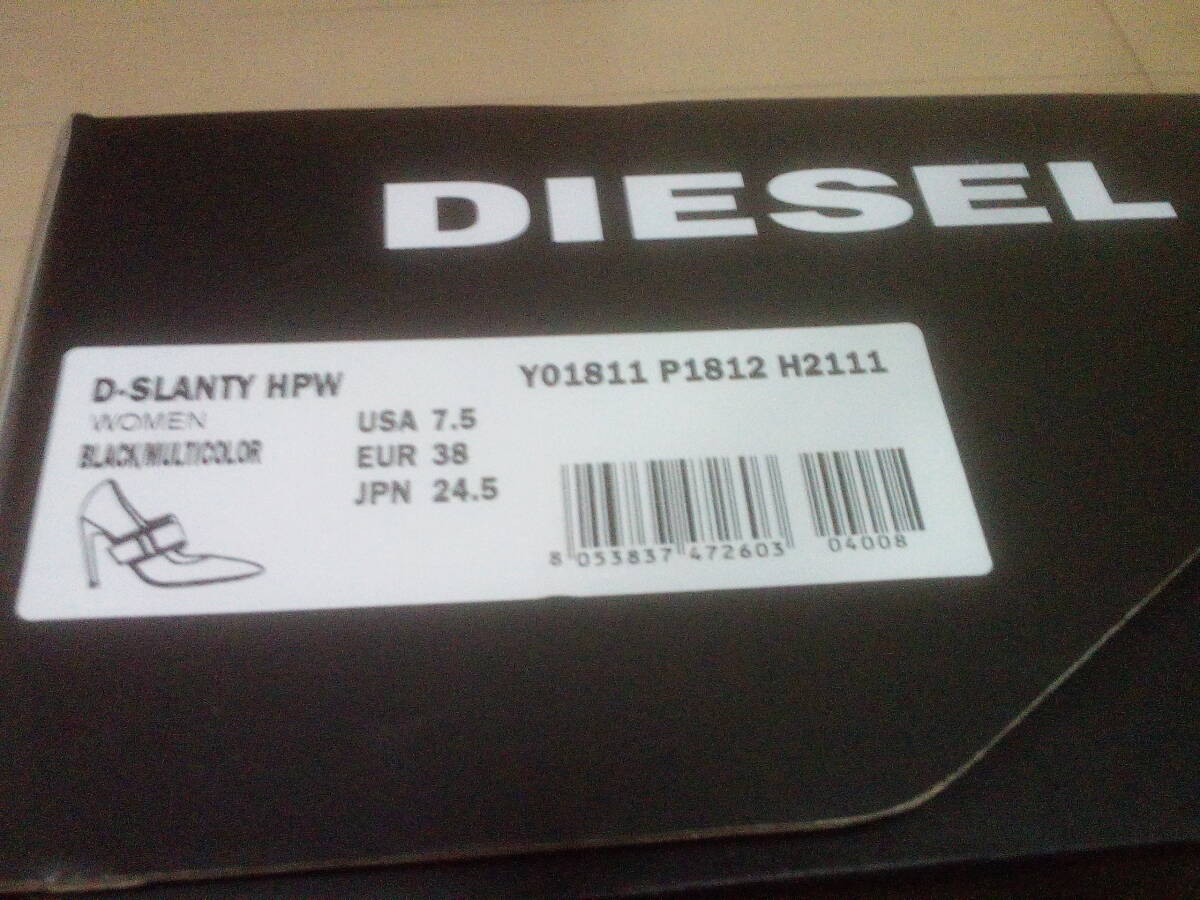 DIESEL
D-SLANTY HPW
Y01811 P1812 H2111
WOMEN
BLACK/MULTICOLOR
USA 7.5
EUR 38
JPN 24.5
8 053837 472603
04008